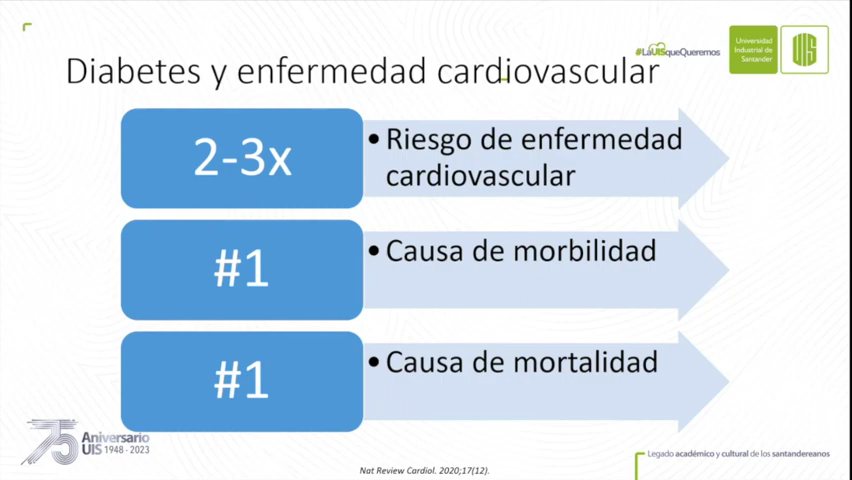 #LaUISqueQueremos
Universidad
Industrial de
Santander
UIS
Diabetes y enfermedad cardiovascular
2-3x
• Riesgo de enfermedad
cardiovascular
#1
• Causa de morbilidad
#1
• Causa de mortalidad
75 Aniversario
UIS 1948 - 2023
Nat Review Cardiol. 2020;17(12).
Legado académico y cultural de los santandereanos